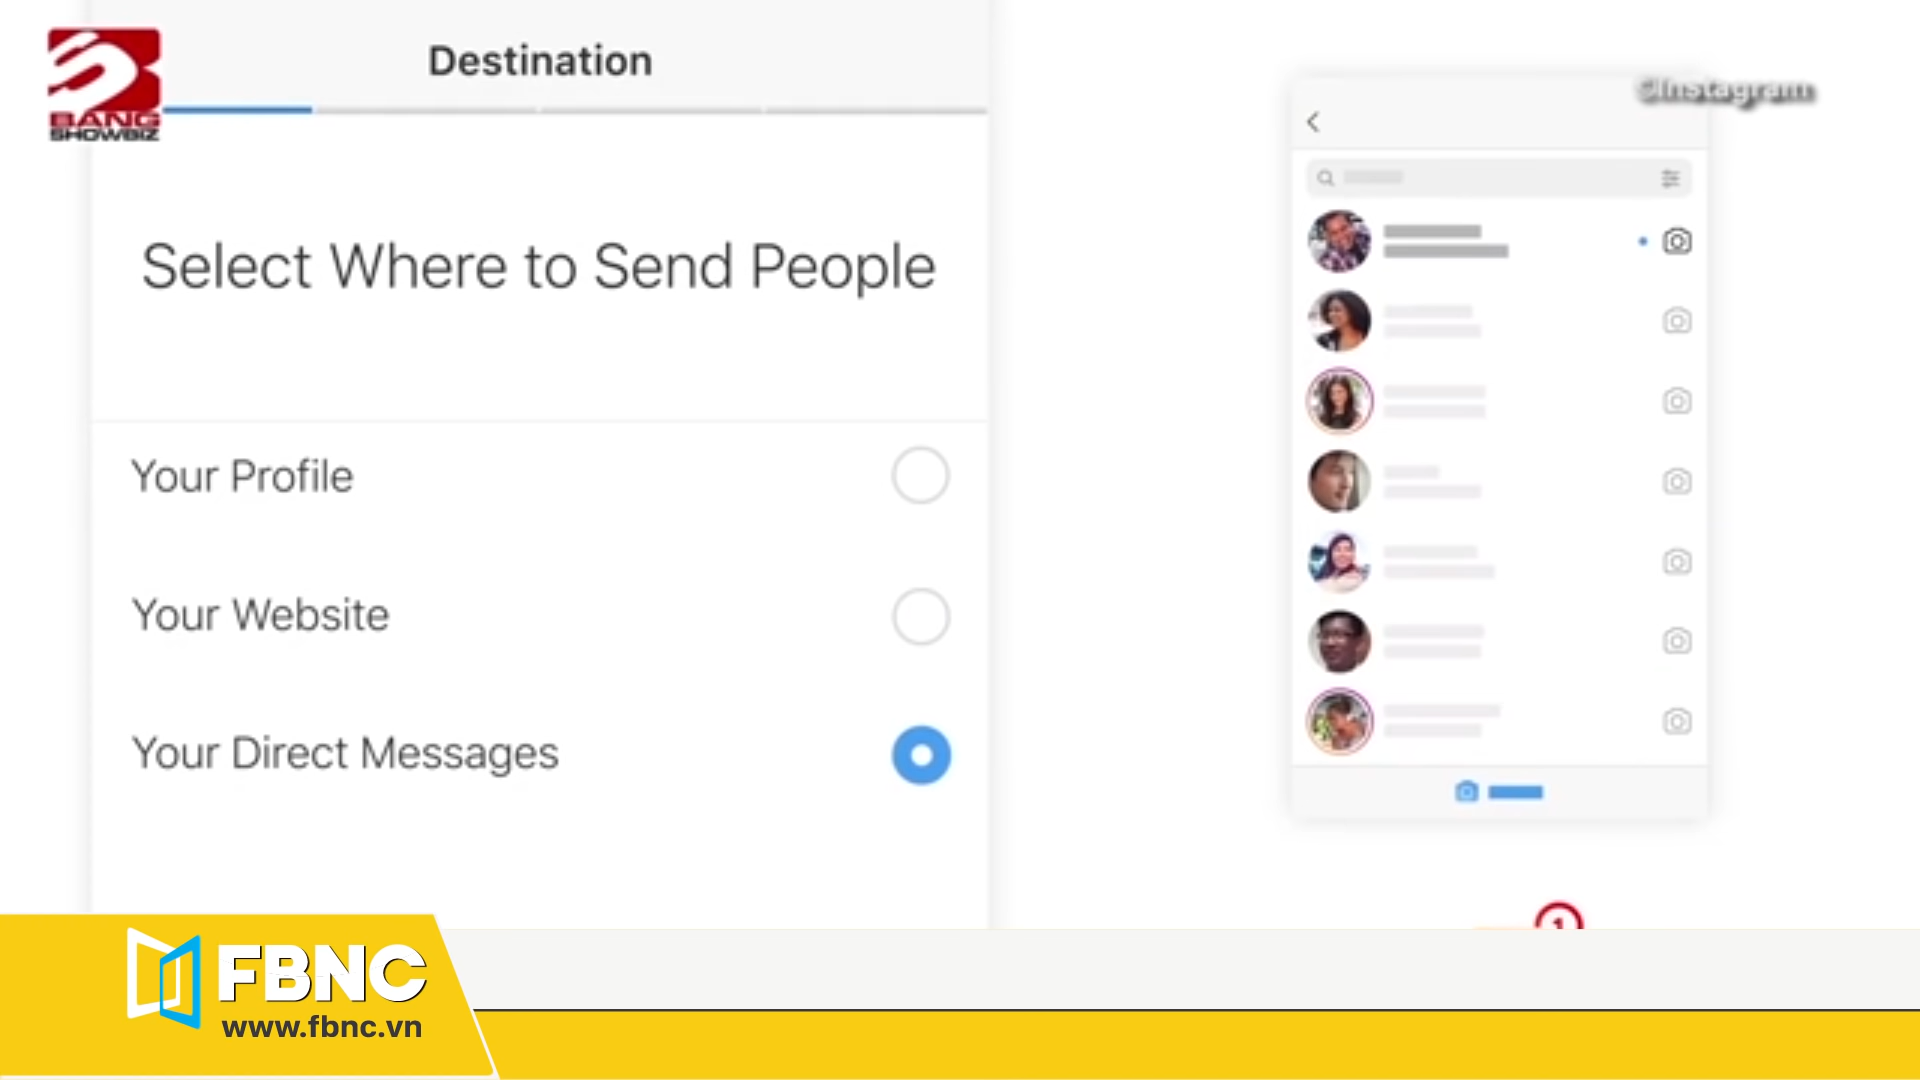 BANG
SHOWBIZ
Destination
©Instagram
Select Where to Send People
Your Profile
Your Website
Your Direct Messages
1
FBNC
www.fbnc.vn